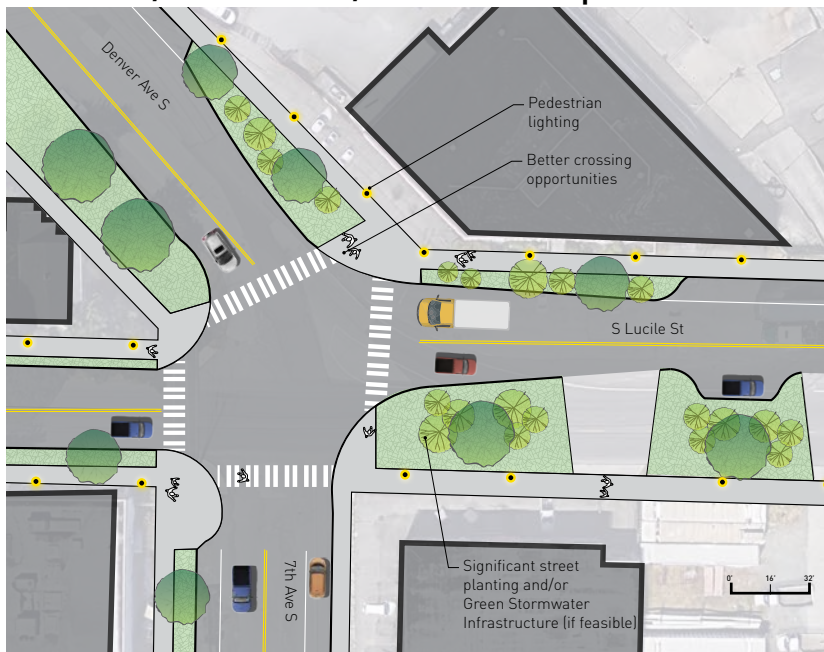 Denver Ave S
Pedestrian
lighting
Better crossing
opportunities
S Lucile St
7th Ave S
Significant street
planting and/or
Green Stormwater
Infrastructure (if feasible)
0' 16' 32'